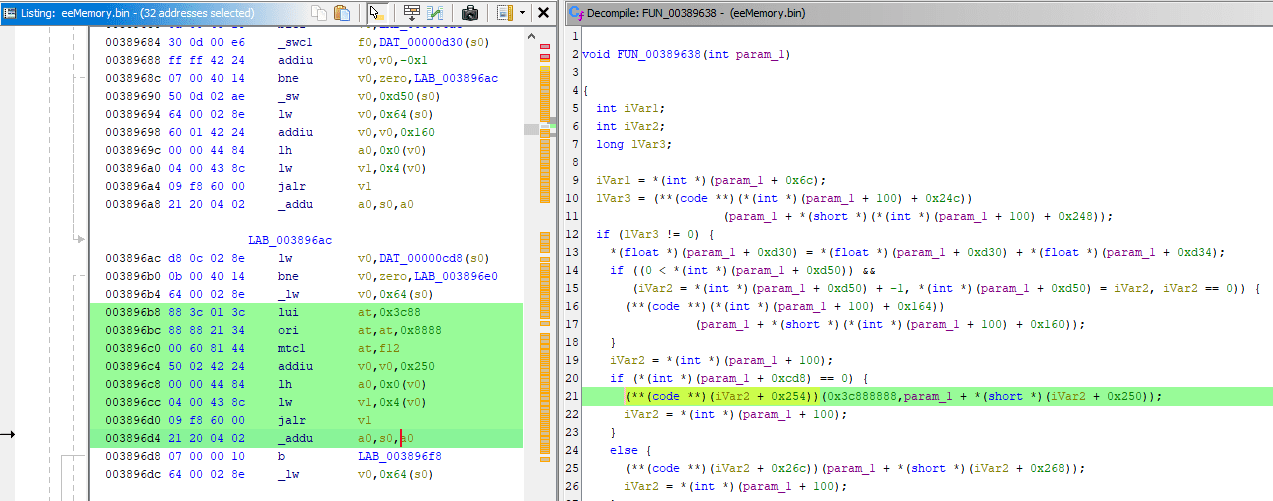 Listing: eeMemory.bin - (32 addresses selected)
00389684 30 0d 00 e6 _swc1 f0,DAT_00000d30(s0)
00389688 ff ff 42 24 addiu v0,v0,-0x1
0038968c 07 00 40 14 bne v0,zero,LAB_003896ac
00389690 50 0d 02 ae _sw v0,0xd50(s0)
00389694 64 00 02 8e lw v0,0x64(s0)
00389698 60 01 42 24 addiu v0,v0,0x160
0038969c 00 00 44 84 lh a0,0x0(v0)
003896a0 04 00 43 8c lw v1,0x4(v0)
003896a4 09 f8 60 00 jalr v1
003896a8 21 20 04 02 _addu a0,s0,a0
LAB_003896ac
003896ac d8 0c 02 8e lw v0,DAT_00000cd8(s0)
003896b0 0b 00 40 14 bne v0,zero,LAB_003896e0
003896b4 64 00 02 8e _lw v0,0x64(s0)
003896b8 88 3c 01 3c lui at,0x3c88
003896bc 88 88 21 34 ori at,at,0x8888
003896c0 00 60 81 44 mtc1 at,f12
003896c4 50 02 42 24 addiu v0,v0,0x250
003896c8 00 00 44 84 lh a0,0x0(v0)
003896cc 04 00 43 8c lw v1,0x4(v0)
003896d0 09 f8 60 00 jalr v1
003896d4 21 20 04 02 _addu a0,s0,a0
003896d8 07 00 00 10 b LAB_003896f8
003896dc 64 00 02 8e _lw v0,0x64(s0)
Decompile: FUN_00389638 - (eeMemory.bin)
1
2 void FUN_00389638(int param_1)
3
4 {
5 int iVar1;
6 int iVar2;
7 long lVar3;
8
9 iVar1 = *(int *)(param_1 + 0x6c);
10 lVar3 = (**(code **)(*(int *)(param_1 + 100) + 0x24c))
11 (param_1 + *(short *)(*(int *)(param_1 + 100) + 0x248));
12 if (lVar3 != 0) {
13 *(float *)(param_1 + 0xd30) = *(float *)(param_1 + 0xd30) + *(float *)(param_1 + 0xd34);
14 if ((0 < *(int *)(param_1 + 0xd50)) &&
15 (iVar2 = *(int *)(param_1 + 0xd50) + -1, *(int *)(param_1 + 0xd50) = iVar2, iVar2 == 0)) {
16 (**(code **)(*(int *)(param_1 + 100) + 0x164))
17 (param_1 + *(short *)(*(int *)(param_1 + 100) + 0x160));
18 }
19 iVar2 = *(int *)(param_1 + 100);
20 if (*(int *)(param_1 + 0xcd8) == 0) {
21 (**(code **)(iVar2 + 0x254))(0x3c888888,param_1 + *(short *)(iVar2 + 0x250));
22 iVar2 = *(int *)(param_1 + 100);
23 }
24 else {
25 (**(code **)(iVar2 + 0x26c))(param_1 + *(short *)(iVar2 + 0x268));
26 iVar2 = *(int *)(param_1 + 100);